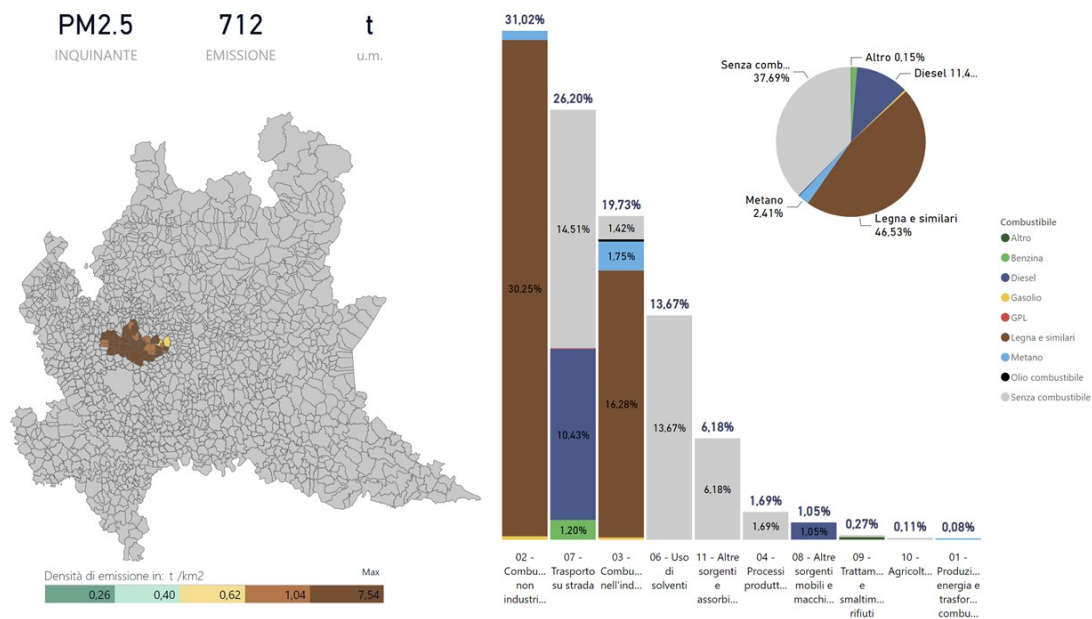 PM2.5
712
t
INQUINANTE
EMISSIONE
u.m.
Densità di emissione in: t /km2
Max
0,26
0,40
0,62
1,04
7,54
31,02%
30,25%
26,20%
14,51%
10,43%
1,20%
19,73%
1,42%
1,75%
16,28%
13,67%
13,67%
6,18%
6,18%
1,69%
1,69%
1,05%
1,05%
0,27%
0,11%
0,08%
02 -
Combu...
non
industri...
07 -
Trasporto
su strada
03 -
Combu...
nell'ind...
06 - Uso
di
solventi
11 - Altre
sorgenti
e
assorbi...
04 -
Processi
produtt...
08 - Altre
sorgenti
mobili e
macchi...
09 -
Trattam...
e
smaltim...
rifiuti
10 -
Agricolt...
01 -
Produzi...
energia e
trasfor...
combu...
Altro 0,15%
Diesel 11,4...
Senza comb...
37,69%
Metano
2,41%
Legna e similari
46,53%
Combustibile
Altro
Benzina
Diesel
Gasolio
GPL
Legna e similari
Metano
Olio combustibile
Senza combustibile